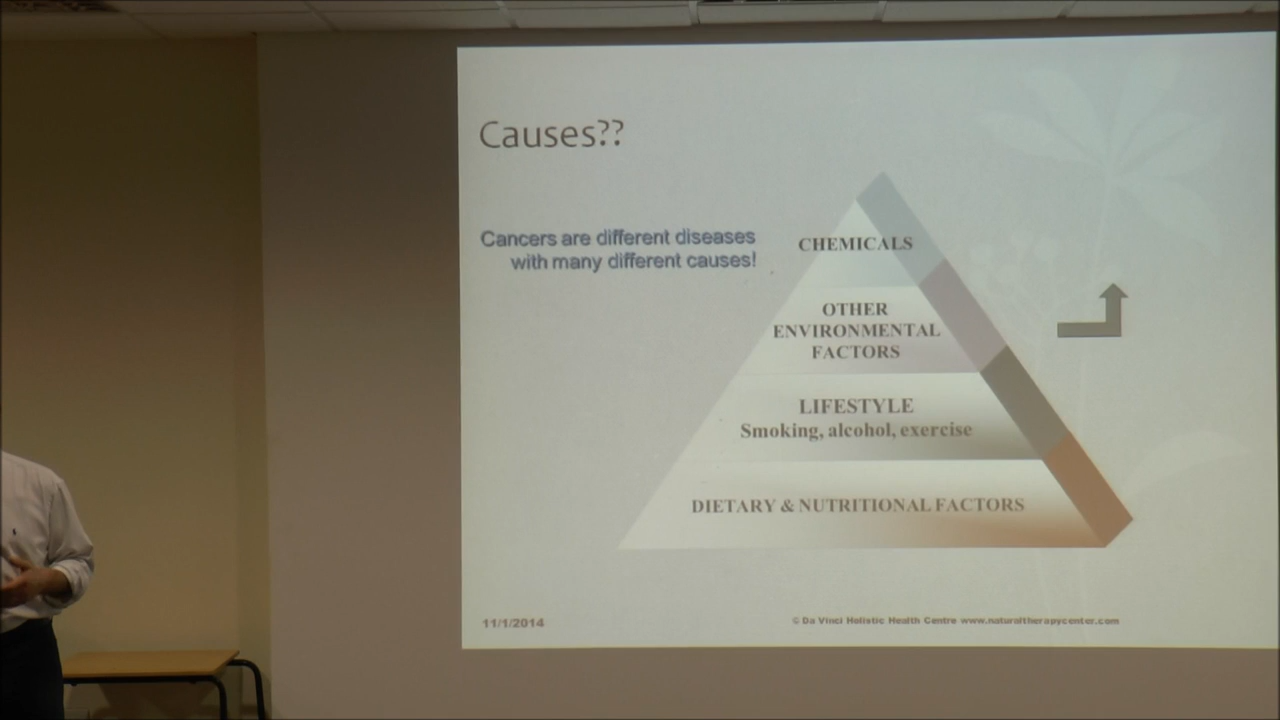 Causes??
Cancers are different diseases
with many different causes!
CHEMICALS
OTHER
ENVIRONMENTAL
FACTORS
LIFESTYLE
Smoking, alcohol, exercise
DIETARY & NUTRITIONAL FACTORS
11/1/2014
© Da Vinci Holistic Health Centre www.naturaltherapycenter.com